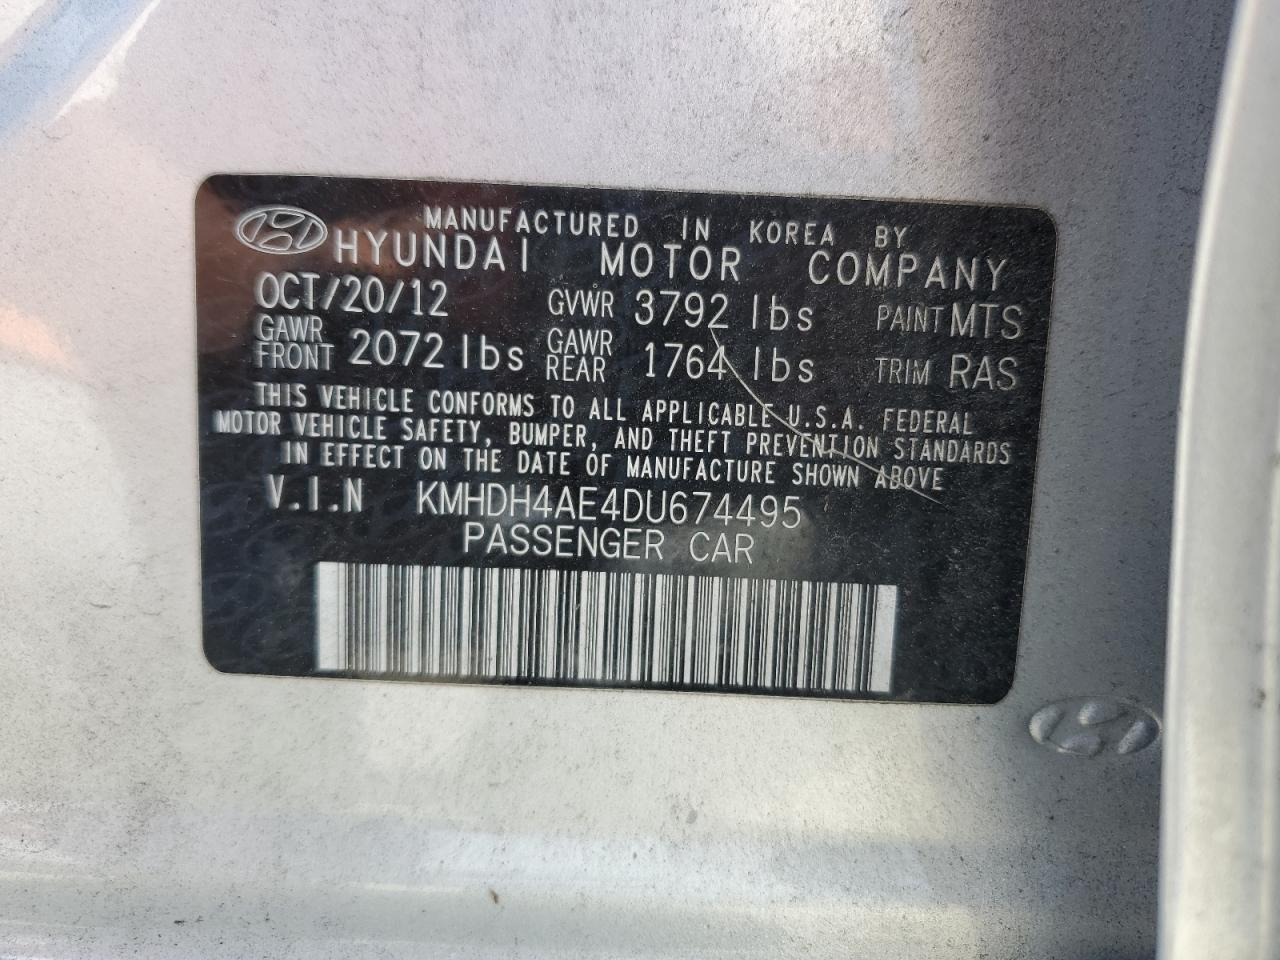 MANUFACTURED IN KOREA BY
HYUNDAI MOTOR COMPANY
OCT/20/12 GVWR 3792 lbs PAINT MTS
GAWR FRONT 2072 lbs GAWR REAR 1764 lbs TRIM RAS
THIS VEHICLE CONFORMS TO ALL APPLICABLE U.S.A. FEDERAL
MOTOR VEHICLE SAFETY, BUMPER, AND THEFT PREVENTION STANDARDS
IN EFFECT ON THE DATE OF MANUFACTURE SHOWN ABOVE
V.I.N KMHDH4AE4DU674495
PASSENGER CAR